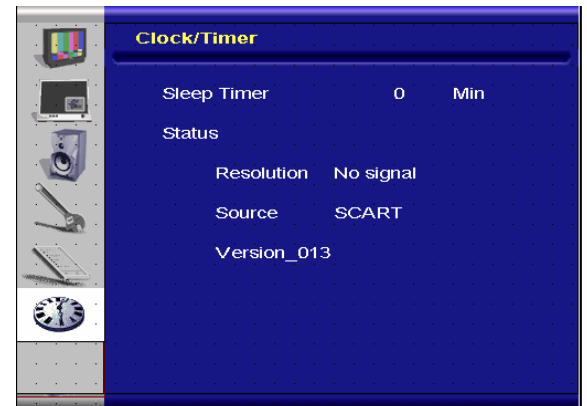 Clock/Timer
Sleep Timer 0 Min
Status
Resolution No signal
Source SCART
Version_013